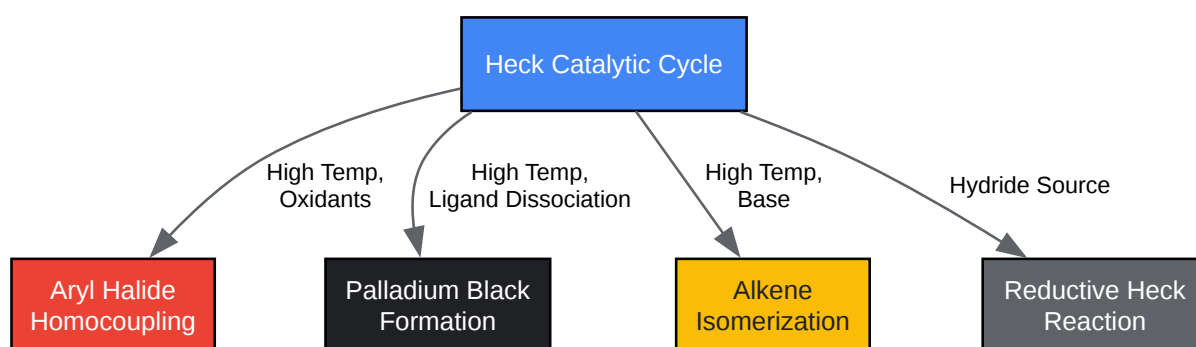 Heck Catalytic Cycle
High Temp,
Oxidants
High Temp,
Ligand Dissociation
High Temp,
Base
Hydride Source
Aryl Halide
Homocoupling
Palladium Black
Formation
Alkene
Isomerization
Reductive Heck
Reaction